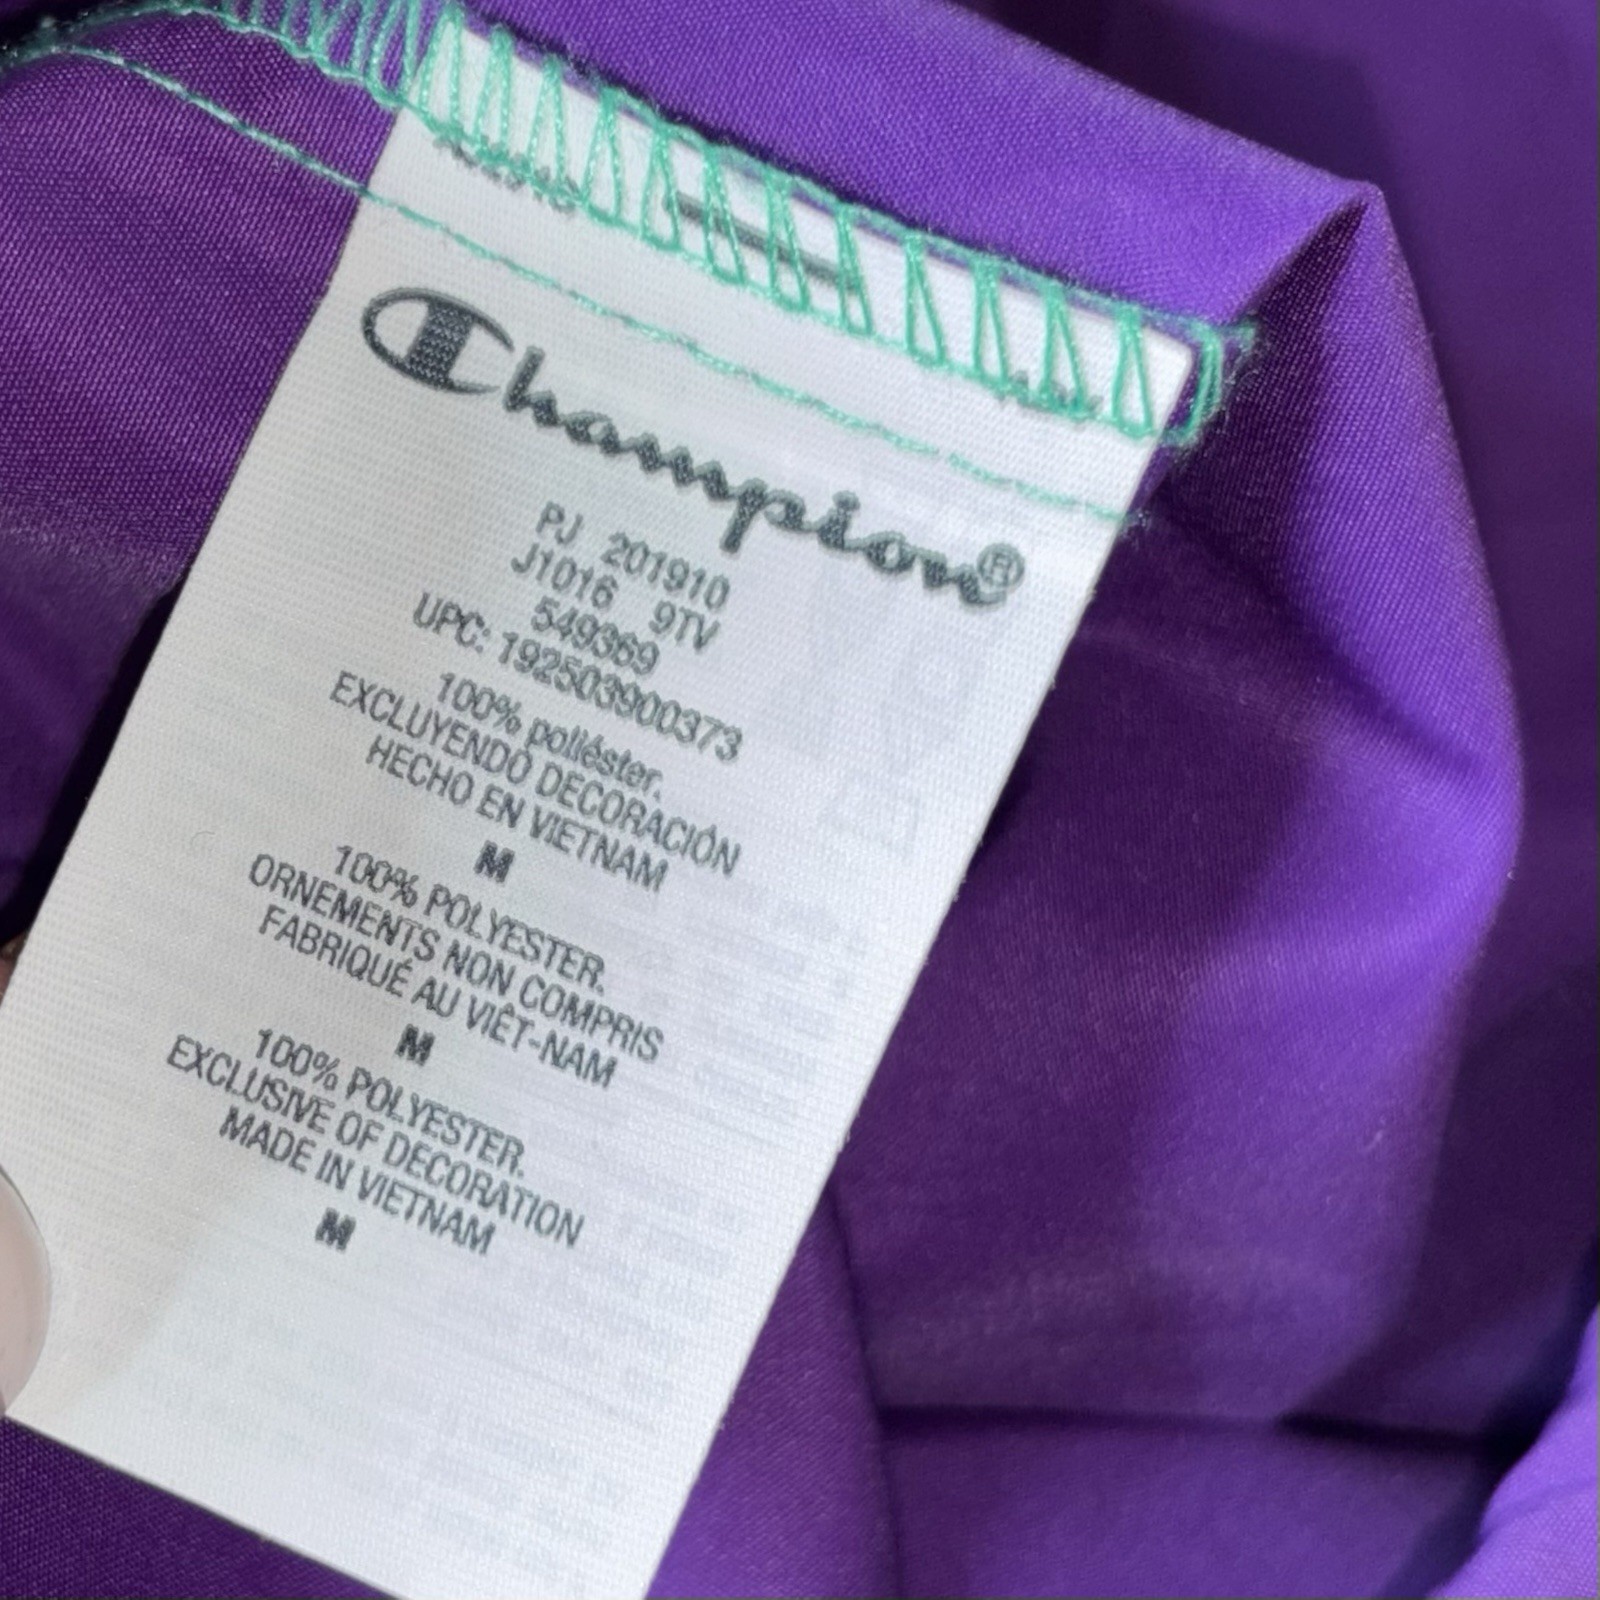 Champion®
PJ 201910
J1016 9TV
549369
UPC: 192503900373
100% poliéster.
EXCLUYENDO DECORACIÓN
HECHO EN VIETNAM
M
100% POLYESTER.
ORNEMENTS NON COMPRIS
FABRIQUÉ AU VIÊT-NAM
M
100% POLYESTER.
EXCLUSIVE OF DECORATION
MADE IN VIETNAM
M